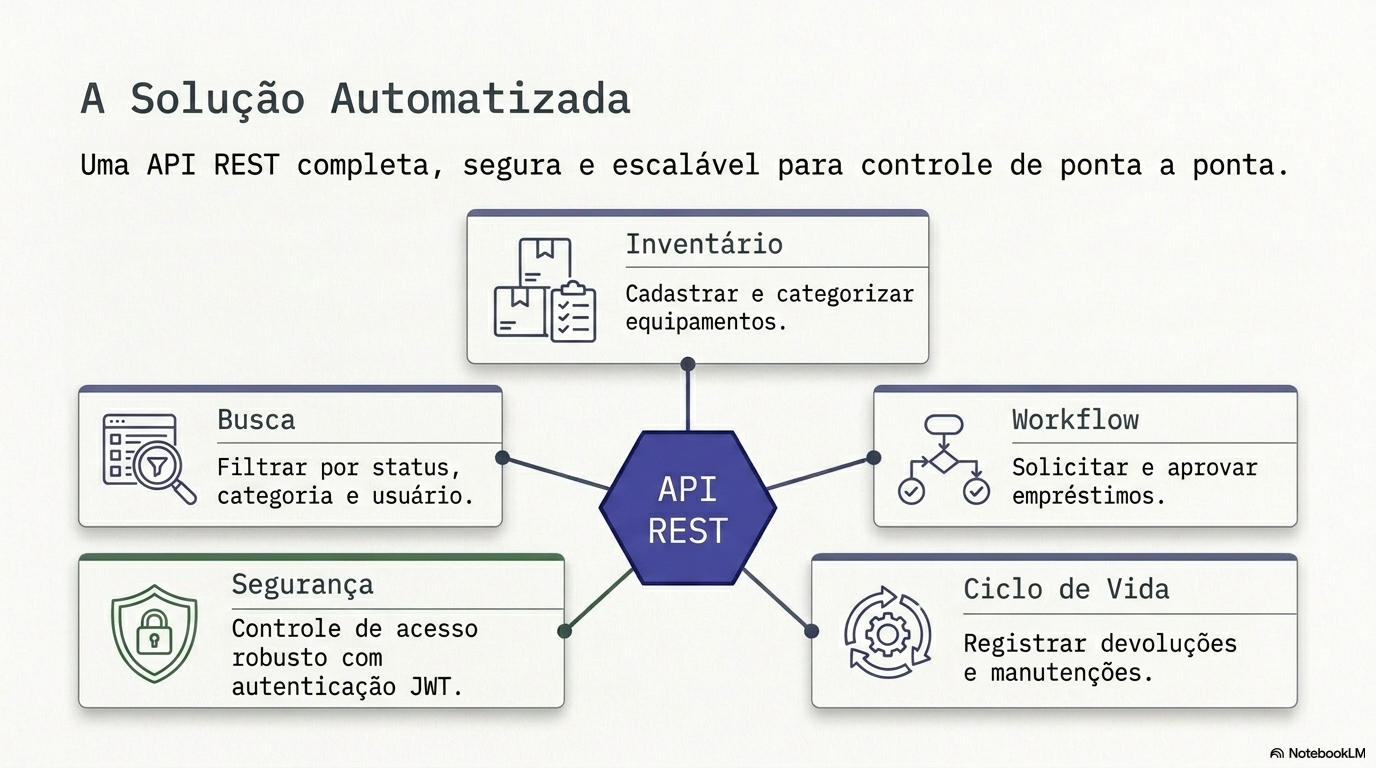 A Solução Automatizada
Uma API REST completa, segura e escalável para controle de ponta a ponta.
Inventário
Cadastrar e categorizar
equipamentos.
Busca
Filtrar por status,
categoria e usuário.
Workflow
Solicitar e aprovar
empréstimos.
API
REST
Segurança
Controle de acesso
robusto com
autenticação JWT.
Ciclo de Vida
Registrar devoluções
e manutenções.
NotebookLM